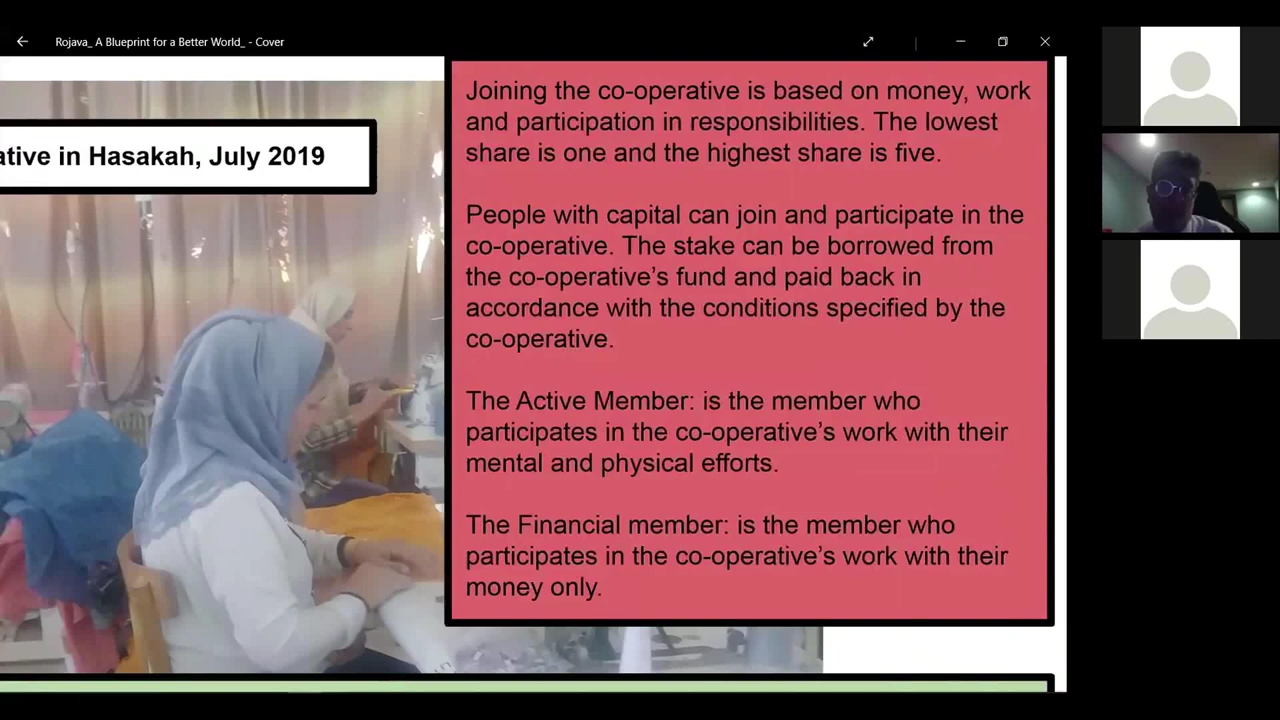 Rojava_ A Blueprint for a Better World_ - Cover
Joining the co-operative is based on money, work
and participation in responsibilities. The lowest
share is one and the highest share is five.
People with capital can join and participate in the
co-operative. The stake can be borrowed from
the co-operative’s fund and paid back in
accordance with the conditions specified by the
co-operative.
The Active Member: is the member who
participates in the co-operative’s work with their
mental and physical efforts.
The Financial member: is the member who
participates in the co-operative’s work with their
money only.
ative in Hasakah, July 2019